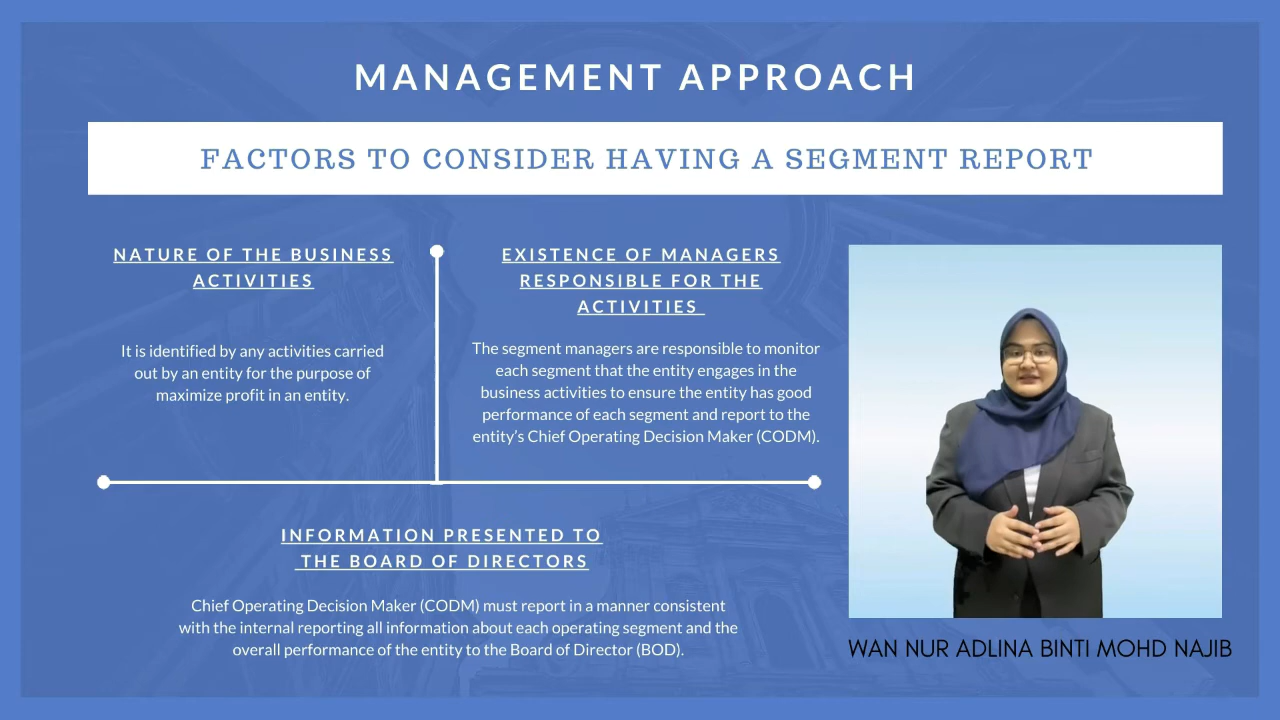 MANAGEMENT APPROACH
FACTORS TO CONSIDER HAVING A SEGMENT REPORT
NATURE OF THE BUSINESS
ACTIVITIES
It is identified by any activities carried
out by an entity for the purpose of
maximize profit in an entity.
EXISTENCE OF MANAGERS
RESPONSIBLE FOR THE
ACTIVITIES
The segment managers are responsible to monitor
each segment that the entity engages in the
business activities to ensure the entity has good
performance of each segment and report to the
entity's Chief Operating Decision Maker (CODM).
INFORMATION PRESENTED TO
THE BOARD OF DIRECTORS
Chief Operating Decision Maker (CODM) must report in a manner consistent
with the internal reporting all information about each operating segment and the
overall performance of the entity to the Board of Director (BOD).
WAN NUR ADLINA BINTI MOHD NAJIB